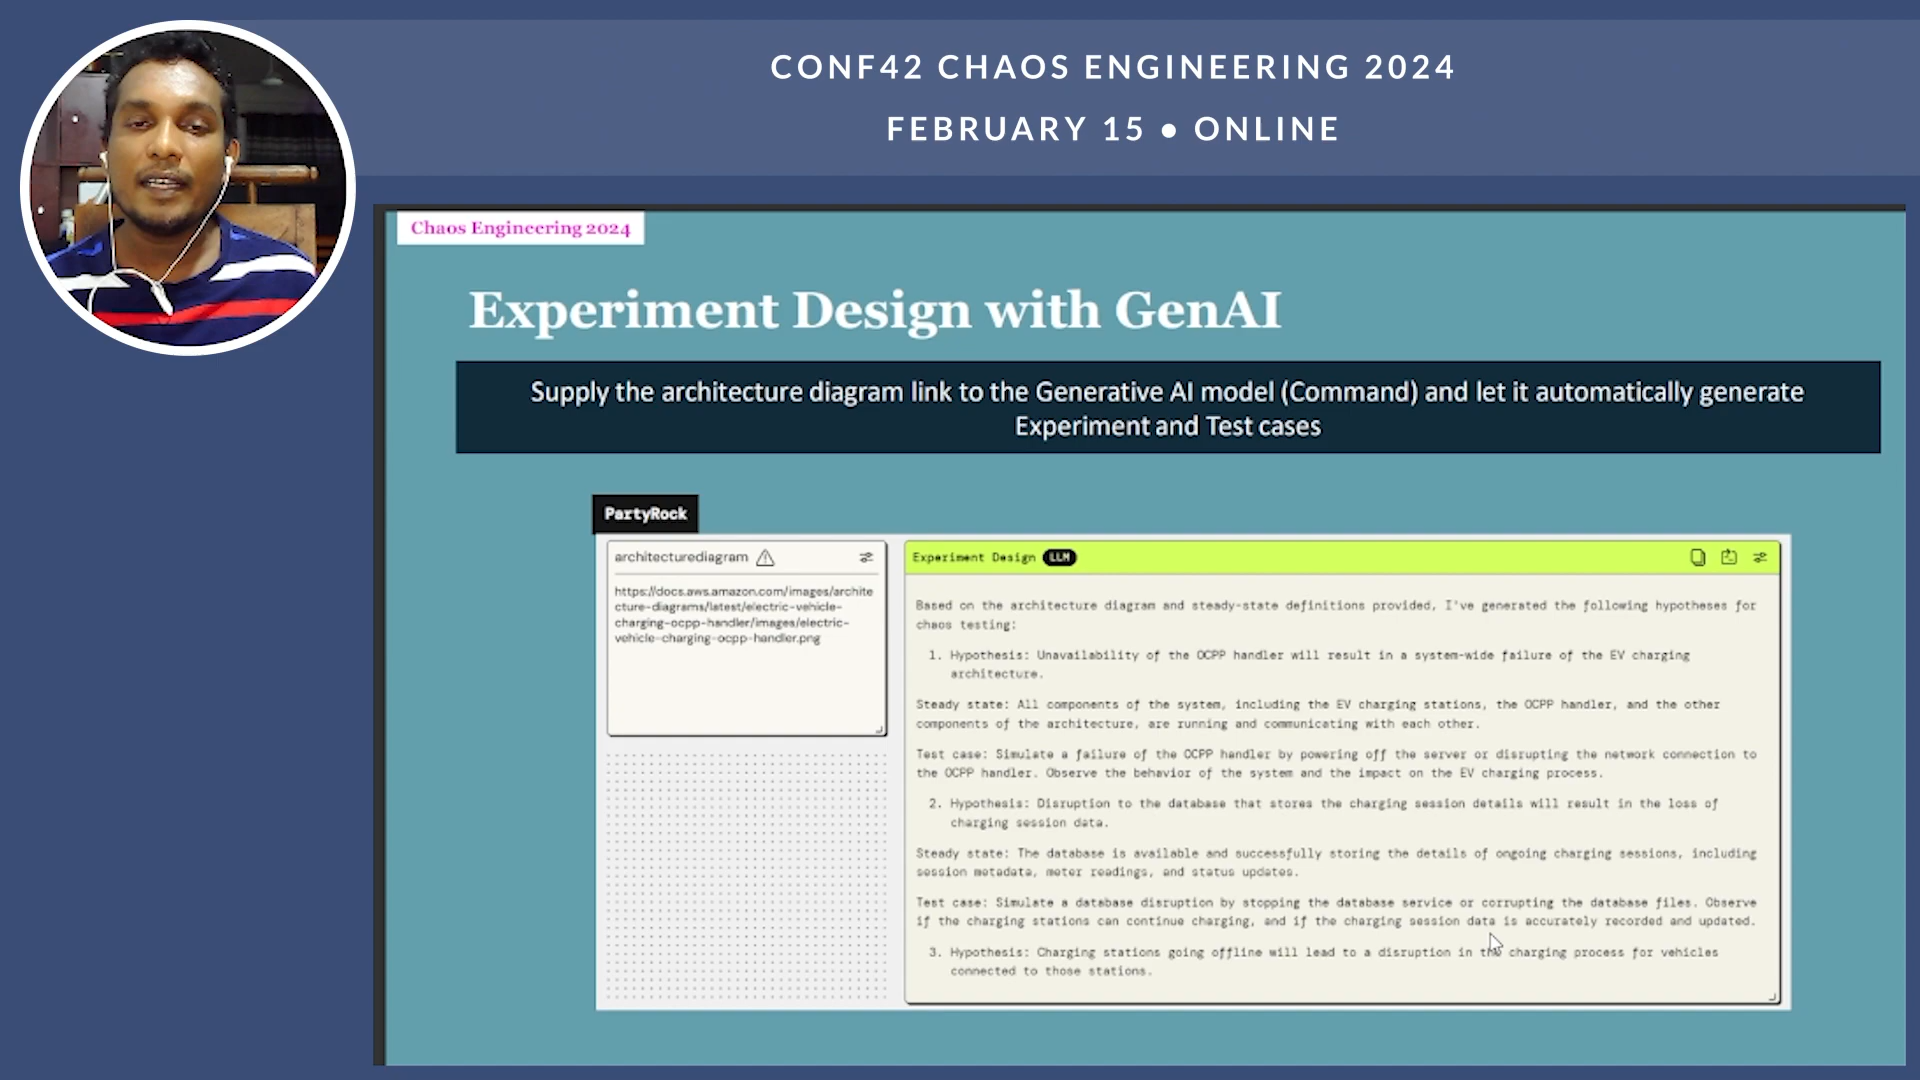 CONF42 CHAOS ENGINEERING 2024
FEBRUARY 15 • ONLINE
Chaos Engineering 2024
Experiment Design with GenAI
Supply the architecture diagram link to the Generative AI model (Command) and let it automatically generate
Experiment and Test cases
PartyRock
architecturediagram
https://docs.aws.amazon.com/images/archite
cture-diagrams/latest/electric-vehicle-
charging-ocpp-handler/images/electric-
vehicle-charging-ocpp-handler.png
Experiment Design LLM
Based on the architecture diagram and steady-state definitions provided, I've generated the following hypotheses for
chaos testing:
1. Hypothesis: Unavailability of the OCPP handler will result in a system-wide failure of the EV charging
architecture.
Steady state: All components of the system, including the EV charging stations, the OCPP handler, and the other
components of the architecture, are running and communicating with each other.
Test case: Simulate a failure of the OCPP handler by powering off the server or disrupting the network connection to
the OCPP handler. Observe the behavior of the system and the impact on the EV charging process.
2. Hypothesis: Disruption to the database that stores the charging session details will result in the loss of
charging session data.
Steady state: The database is available and successfully storing the details of ongoing charging sessions, including
session metadata, meter readings, and status updates.
Test case: Simulate a database disruption by stopping the database service or corrupting the database files. Observe
if the charging stations can continue charging, and if the charging session data is accurately recorded and updated.
3. Hypothesis: Charging stations going offline will lead to a disruption in the charging process for vehicles
connected to those stations.